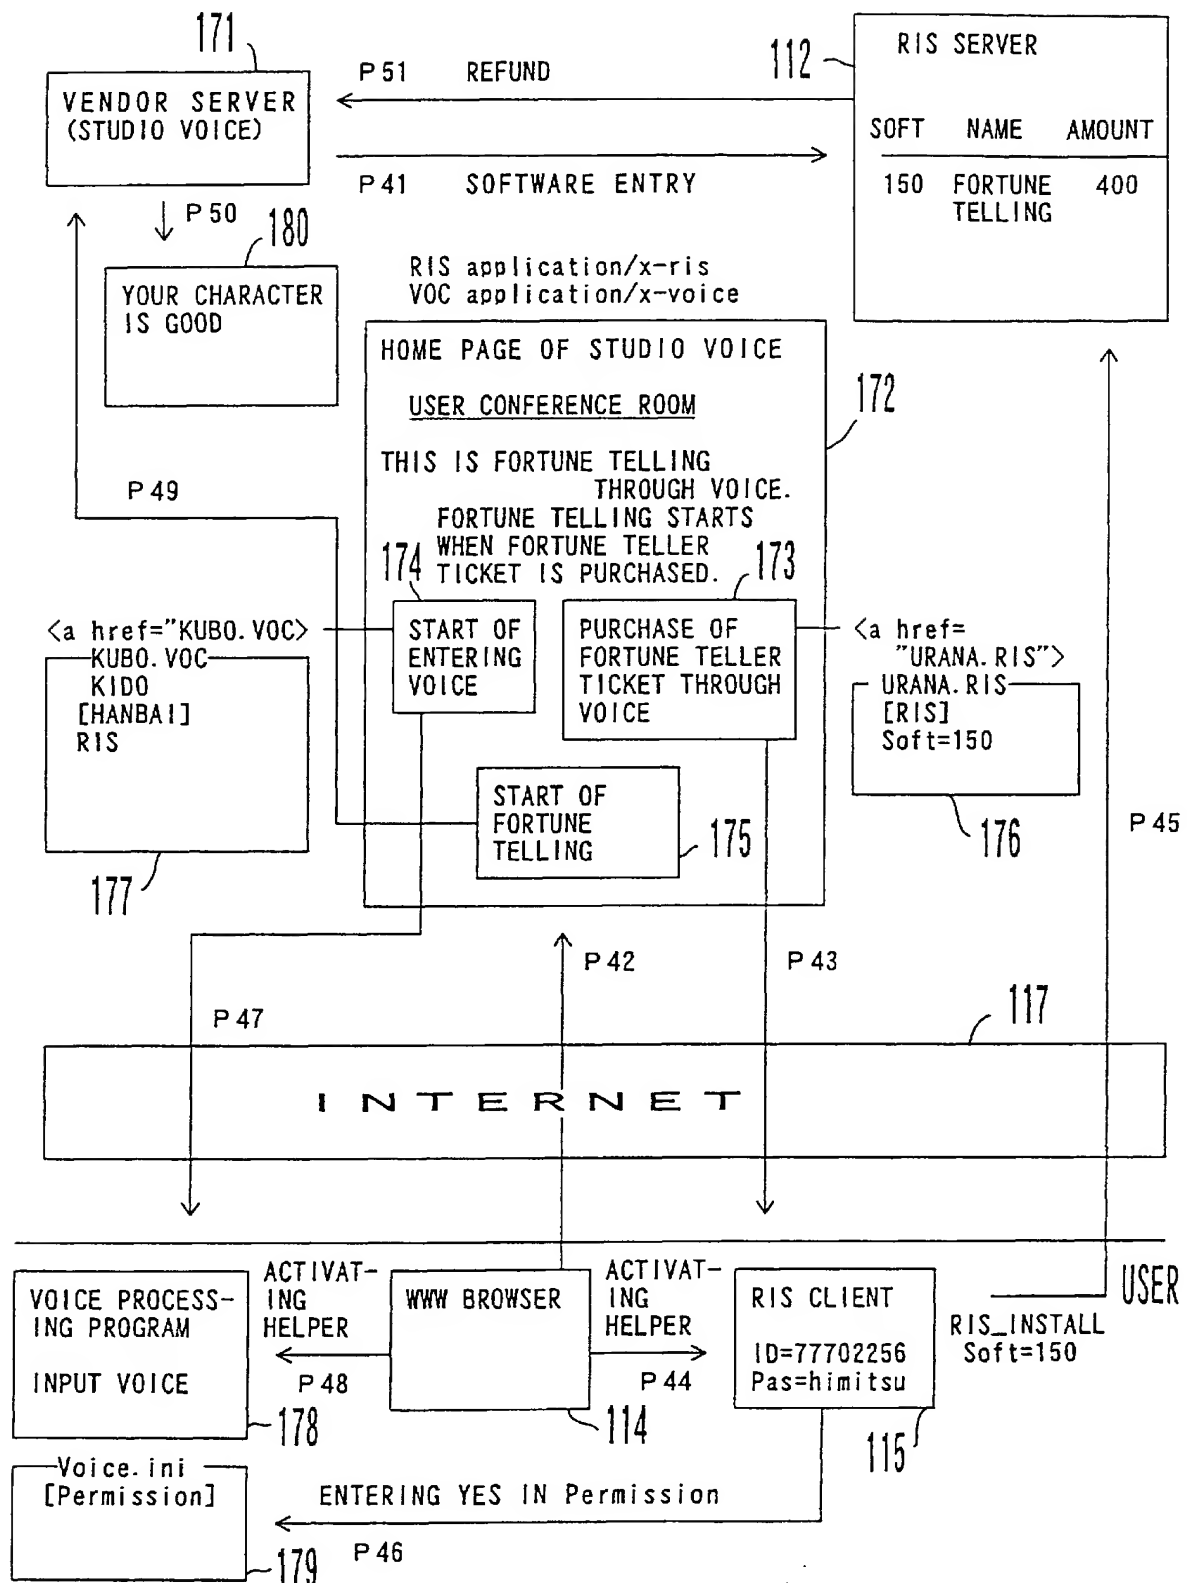 171
VENDOR SERVER
(STUDIO VOICE)
P51 REFUND
P41 SOFTWARE ENTRY
112
RIS SERVER
SOFT NAME AMOUNT
150 FORTUNE 400
TELLING
P50
180
YOUR CHARACTER
IS GOOD
RIS application/x-ris
VOC application/x-voice
HOME PAGE OF STUDIO VOICE
USER CONFERENCE ROOM
172
THIS IS FORTUNE TELLING
THROUGH VOICE.
FORTUNE TELLING STARTS
WHEN FORTUNE TELLER
TICKET IS PURCHASED.
P49
174
173
<a href="KUBO.VOC>
START OF
ENTERING
VOICE
PURCHASE OF
FORTUNE TELLER
TICKET THROUGH
VOICE
<a href=
"URANA.RIS">
KUBO.VOC
KIDO
[HANBAI]
RIS
177
URANA.RIS
[RIS]
Soft=150
176
START OF
FORTUNE
TELLING
175
P45
P42
P43
P47
117
INTERNET
USER
VOICE PROCESS-
ING PROGRAM
INPUT VOICE
178
ACTIVAT-
ING
HELPER
P48
WWW BROWSER
114
ACTIVAT-
ING
HELPER
P44
RIS CLIENT
ID=77702256
Pas=himitsu
115
RIS_INSTALL
Soft=150
Voice.ini
[Permission]
179
ENTERING YES IN Permission
P46